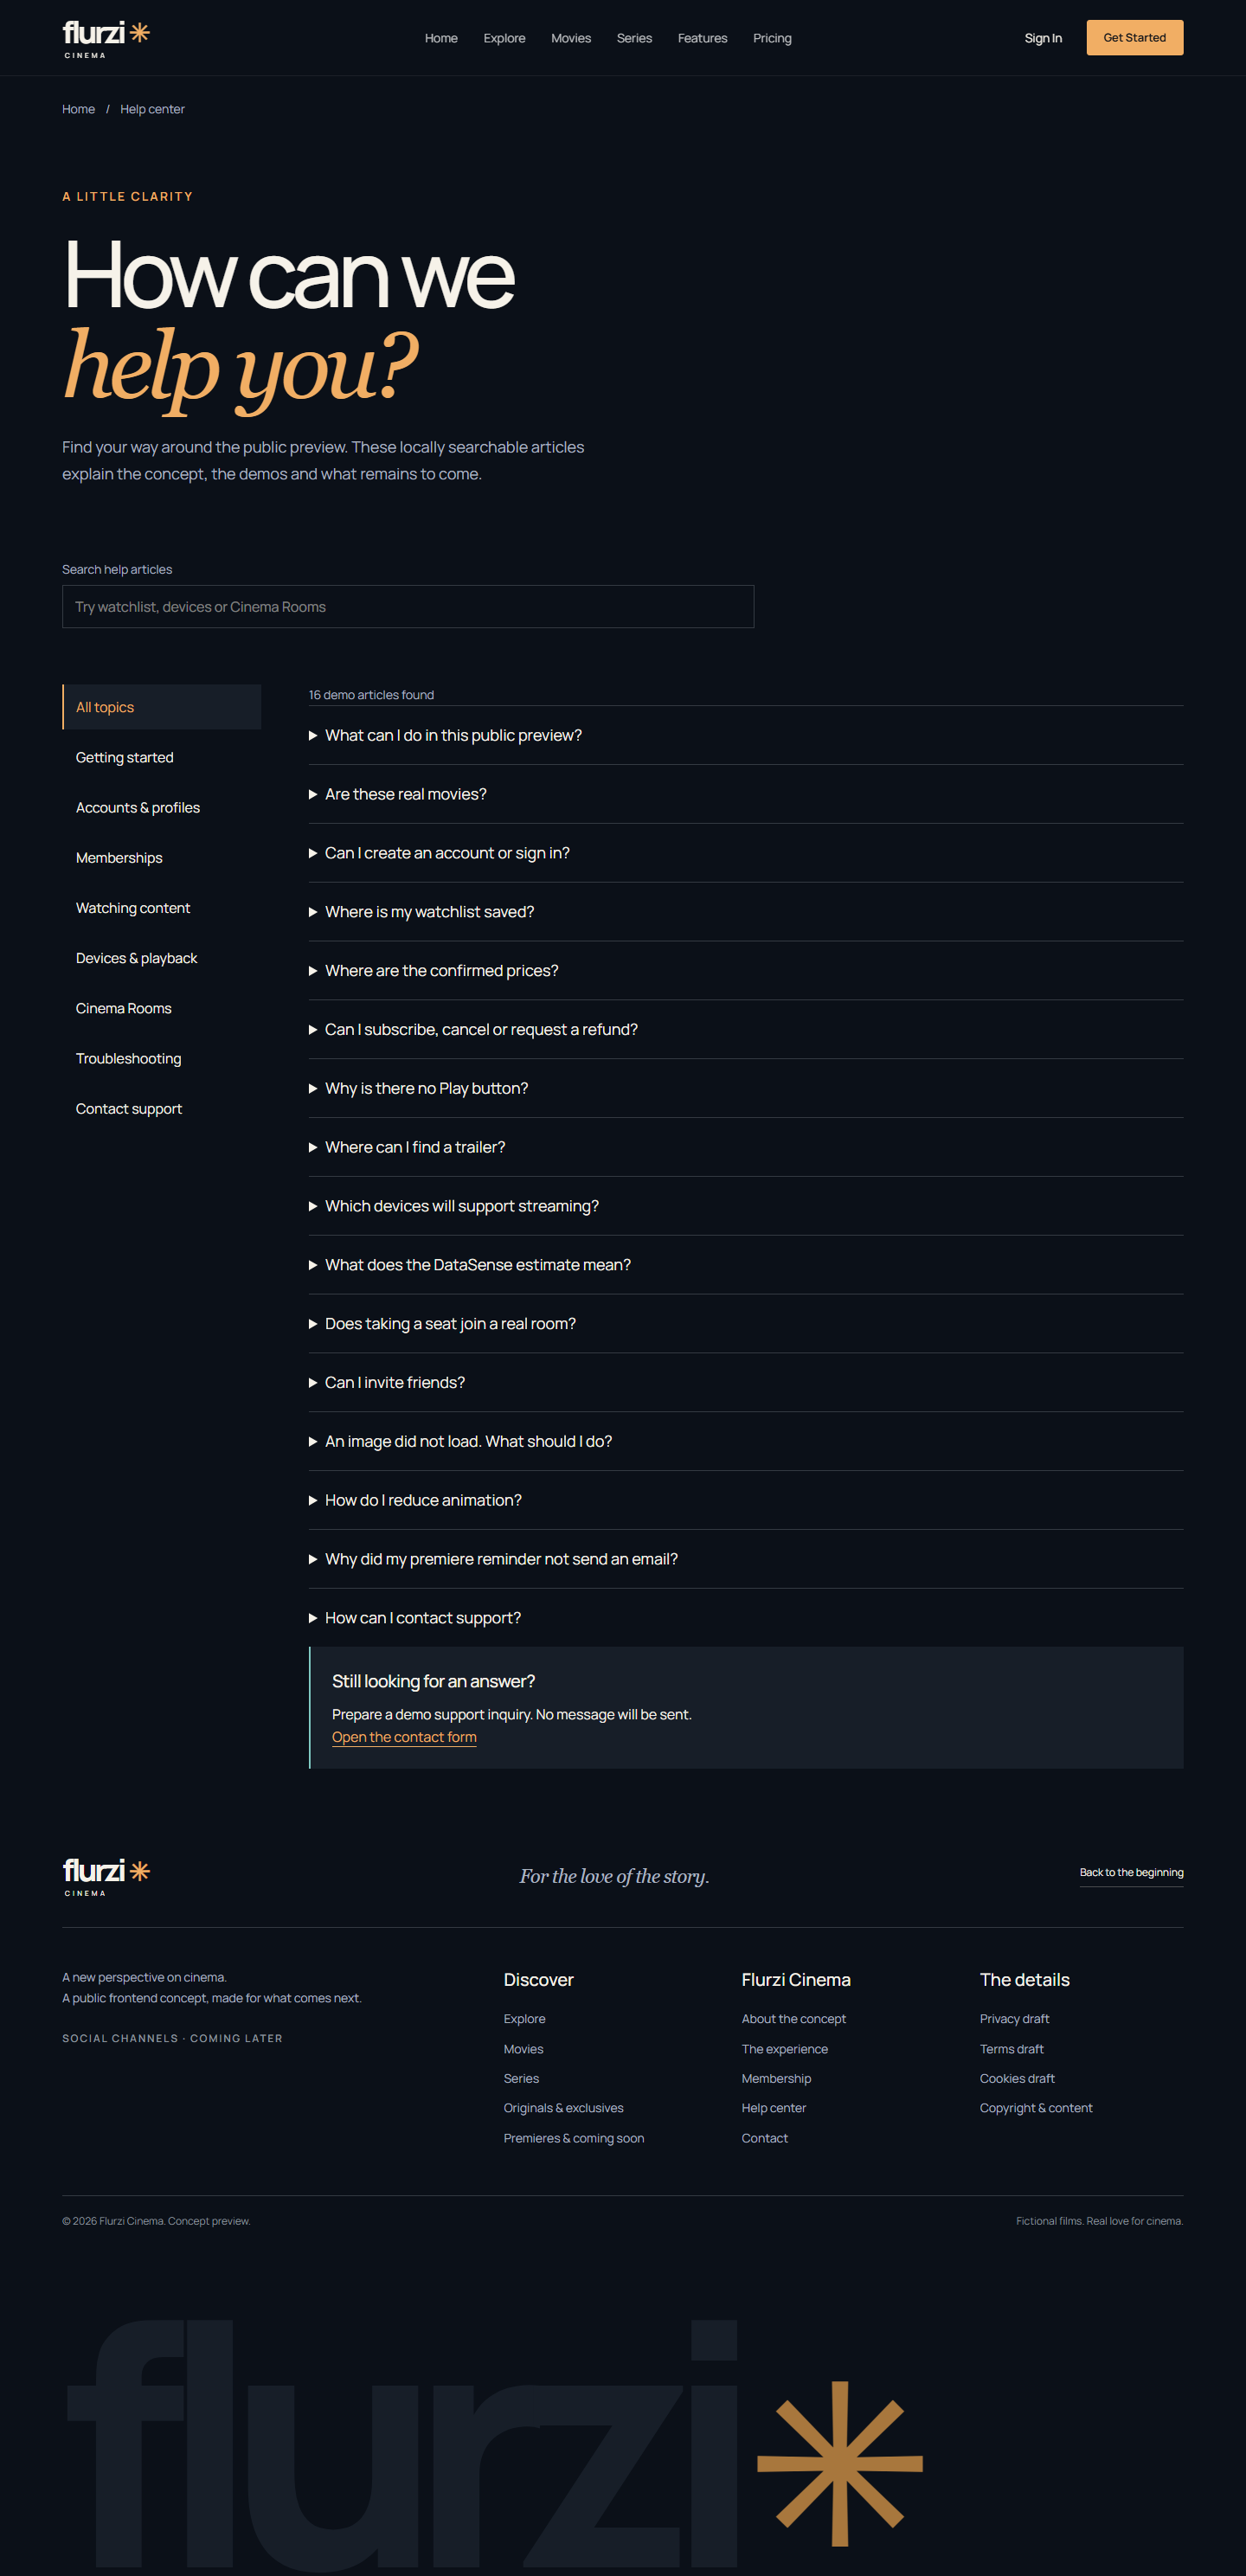 flurzi
CINEMA
Home Explore Movies Series Features Pricing
Sign In
Get Started
Home / Help center
A LITTLE CLARITY
How can we
help you?
Find your way around the public preview. These locally searchable articles
explain the concept, the demos and what remains to come.
Search help articles
Try watchlist, devices or Cinema Rooms
All topics
Getting started
Accounts & profiles
Memberships
Watching content
Devices & playback
Cinema Rooms
Troubleshooting
Contact support
16 demo articles found
What can I do in this public preview?
Are these real movies?
Can I create an account or sign in?
Where is my watchlist saved?
Where are the confirmed prices?
Can I subscribe, cancel or request a refund?
Why is there no Play button?
Where can I find a trailer?
Which devices will support streaming?
What does the DataSense estimate mean?
Does taking a seat join a real room?
Can I invite friends?
An image did not load. What should I do?
How do I reduce animation?
Why did my premiere reminder not send an email?
How can I contact support?
Still looking for an answer?
Prepare a demo support inquiry. No message will be sent.
Open the contact form
flurzi
CINEMA
For the love of the story.
Back to the beginning
A new perspective on cinema.
A public frontend concept, made for what comes next.
SOCIAL CHANNELS · COMING LATER
Discover
Explore
Movies
Series
Originals & exclusives
Premieres & coming soon
Flurzi Cinema
About the concept
The experience
Membership
Help center
Contact
The details
Privacy draft
Terms draft
Cookies draft
Copyright & content
© 2026 Flurzi Cinema. Concept preview.
Fictional films. Real love for cinema.
flurzi